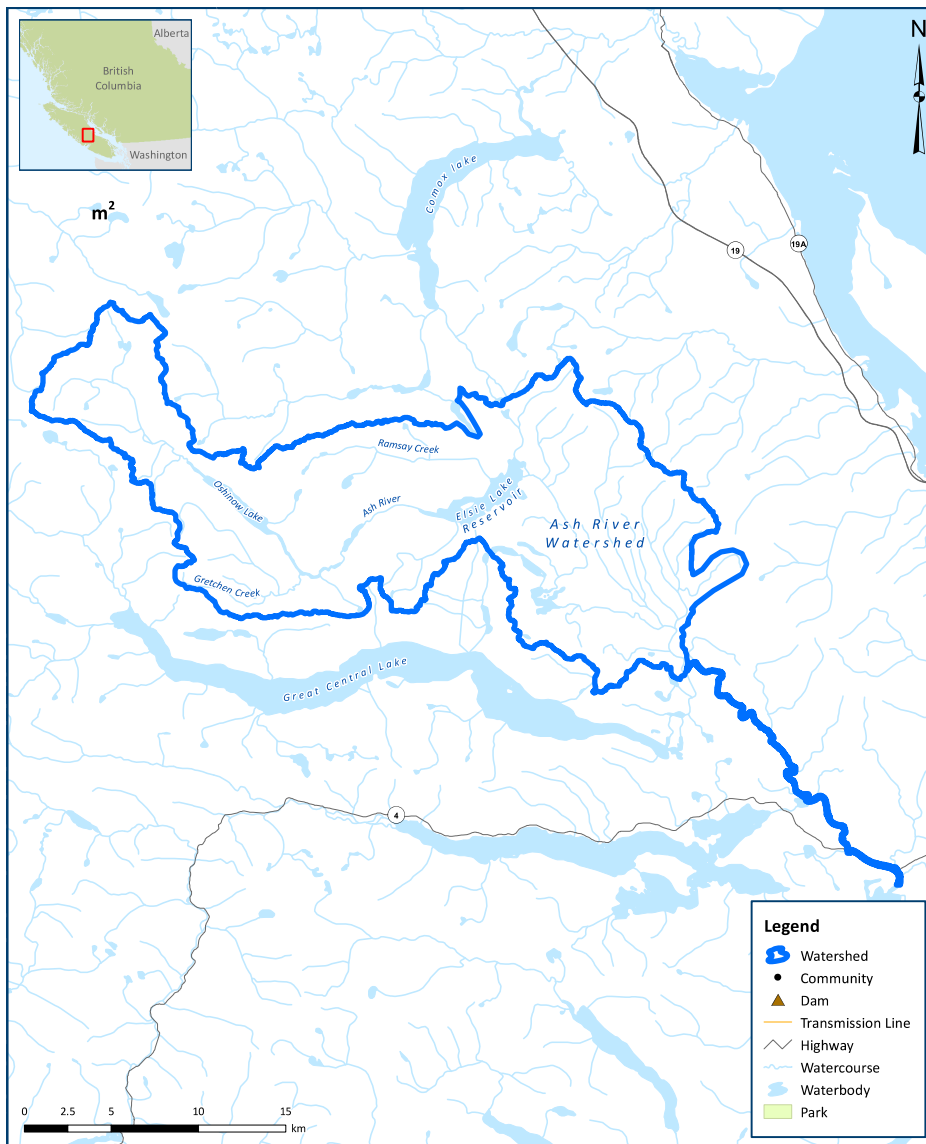 Alberta
British
Columbia
Washington
N
m²
Comox lake
19
19A
Ramsay Creek
Oshinow Lake
Ash River
Elsie Lake
Reservoir
Ash River
Watershed
Gretchen Creek
Great Central Lake
4
Legend
Watershed
Community
Dam
Transmission Line
Highway
Watercourse
Waterbody
Park
0 2.5 5 10 15
km